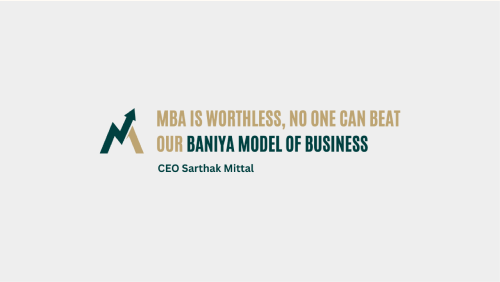 MBA IS WORTHLESS, NO ONE CAN BEAT
OUR BANIYA MODEL OF BUSINESS
CEO Sarthak Mittal